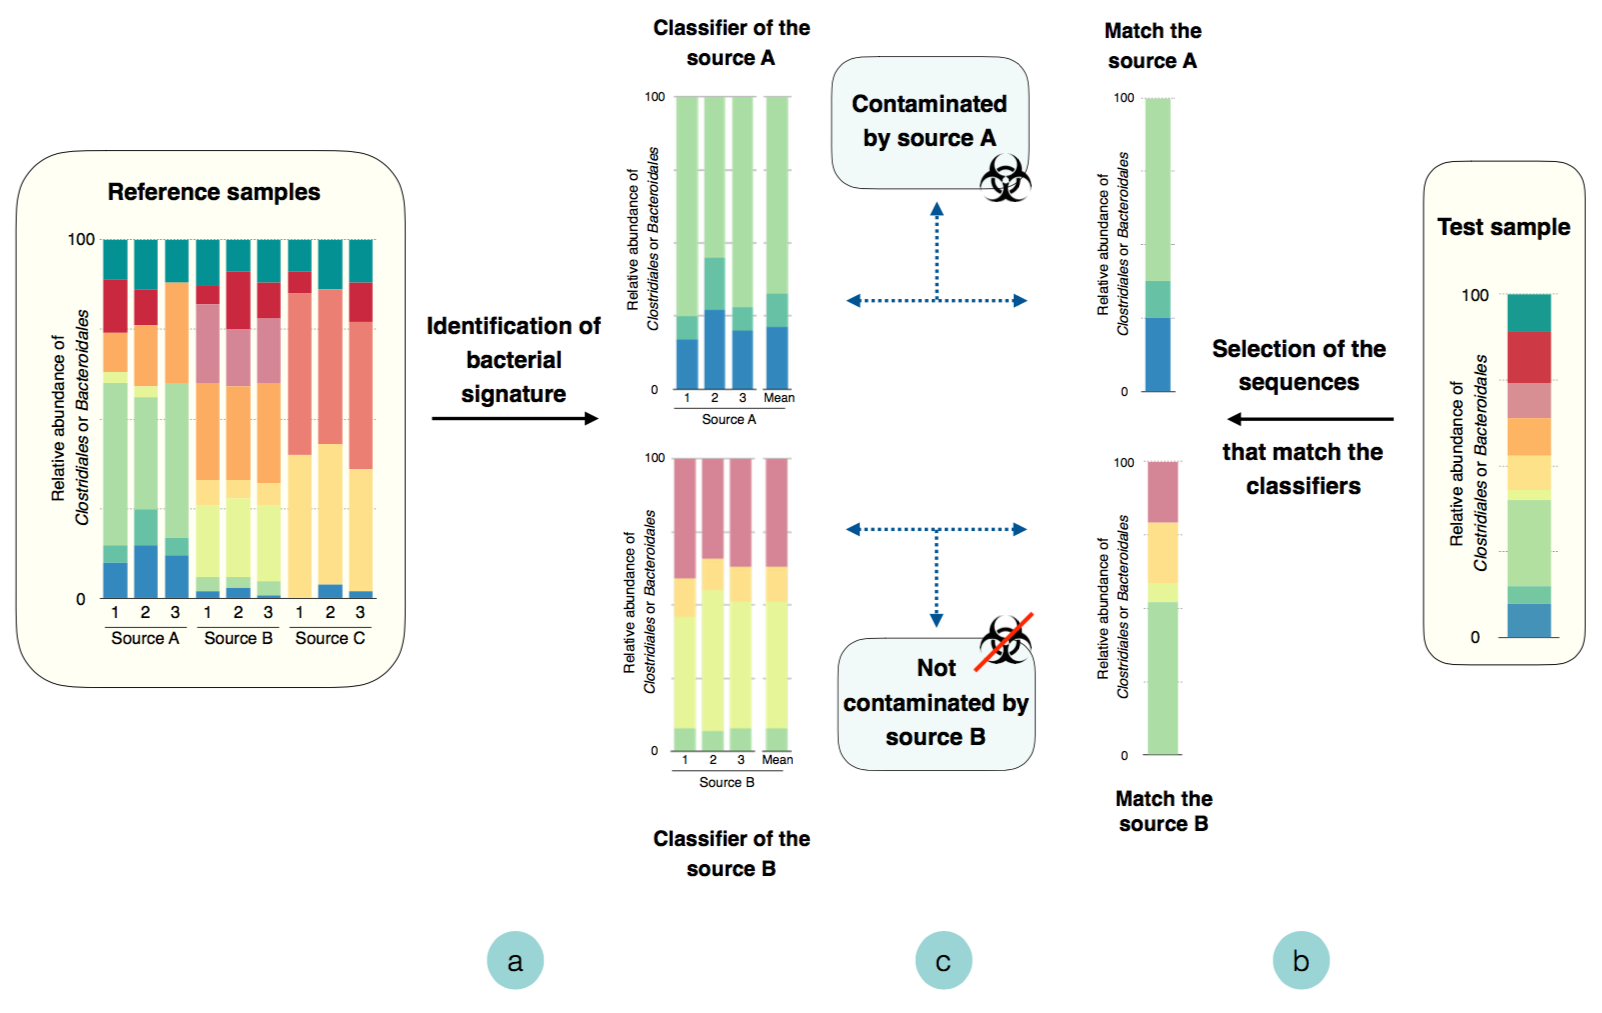 Reference samples
100
0
Relative abundance of
Clostridiales or Bacteroidales
1 2 3 1 2 3 1 2 3
Source A Source B Source C
Identification of
bacterial
signature
Classifier of the
source A
100
0
Relative abundance of
Clostridiales or Bacteroidales
1 2 3 Mean
Source A
100
0
Relative abundance of
Clostridiales or Bacteroidales
1 2 3 Mean
Source B
Classifier of the
source B
Contaminated
by source A
Not
contaminated by
source B
Match the
source A
100
0
Relative abundance of
Clostridiales or Bacteroidales
100
0
Relative abundance of
Clostridiales or Bacteroidales
Match the
source B
Selection of the
sequences
that match the
classifiers
Test sample
100
0
Relative abundance of
Clostridiales or Bacteroidales
a
c
b